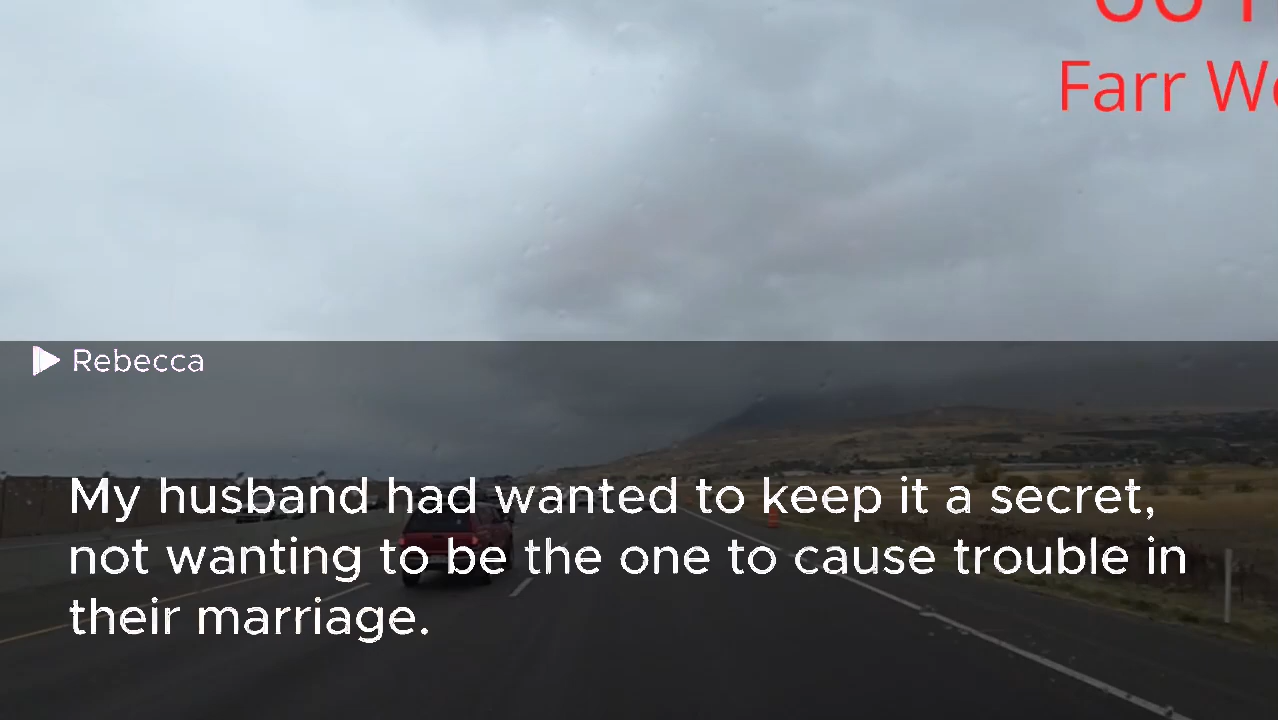 Farr
Rebecca
My husband had wanted to keep it a secret,
not wanting to be the one to cause trouble in
their marriage.